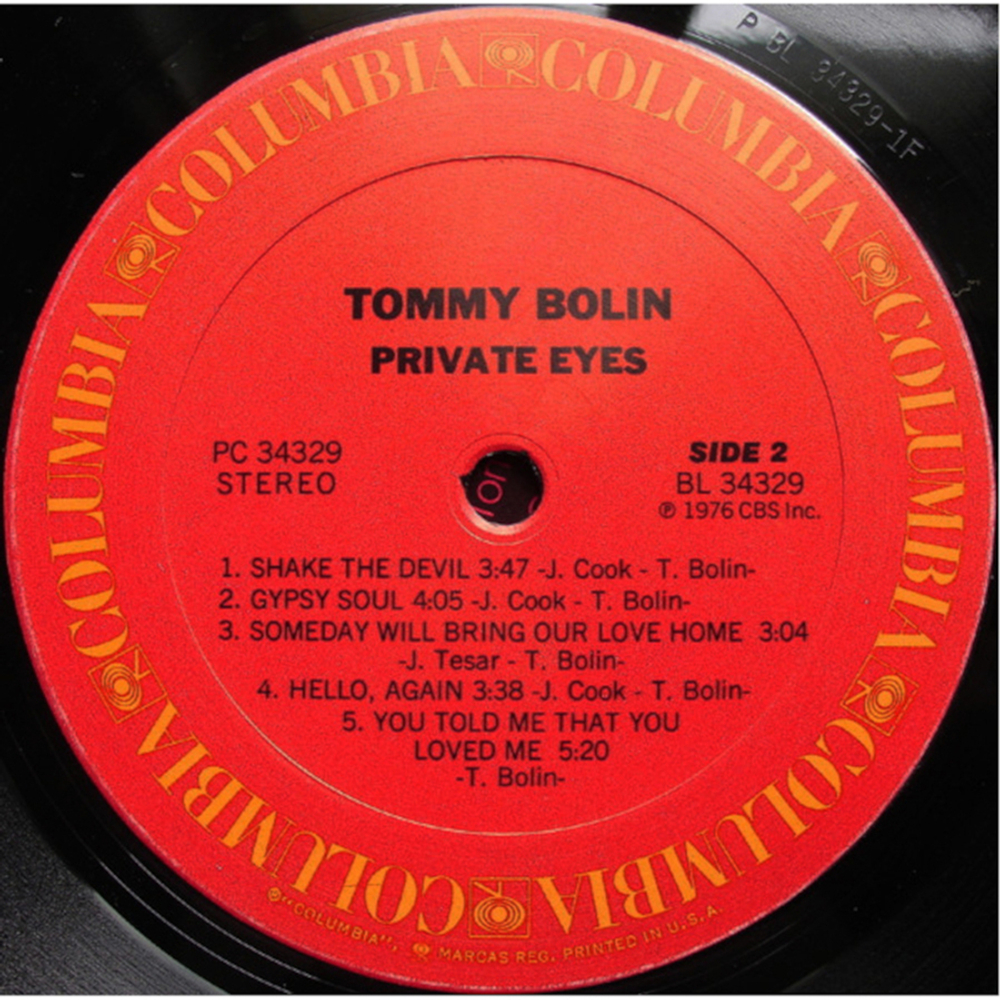 P BL 34329-1F
COLUMBIA COLUMBIA COLUMBIA COLUMBIA COLUMBIA COLUMBIA
TOMMY BOLIN
PRIVATE EYES
PC 34329
STEREO
SIDE 2
BL 34329
℗ 1976 CBS Inc.
1. SHAKE THE DEVIL 3:47 -J. Cook - T. Bolin-
2. GYPSY SOUL 4:05 -J. Cook - T. Bolin-
3. SOMEDAY WILL BRING OUR LOVE HOME 3:04
-J. Tesar - T. Bolin-
4. HELLO, AGAIN 3:38 -J. Cook - T. Bolin-
5. YOU TOLD ME THAT YOU
LOVED ME 5:20
-T. Bolin-
®"COLUMBIA", MARCAS REG. PRINTED IN U.S.A.